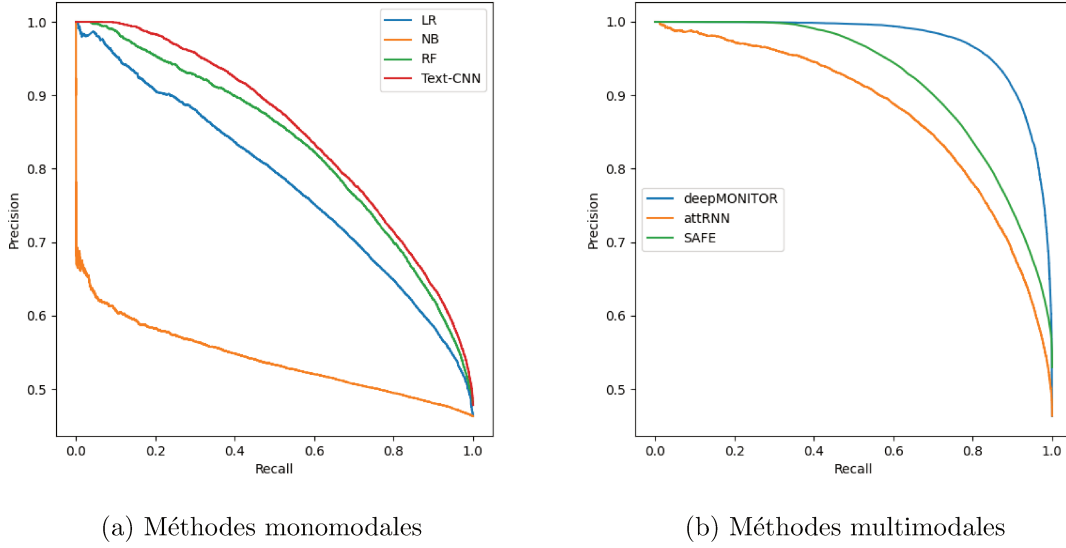 1.0
0.9
0.8
0.7
0.6
0.5
Precision
0.0
0.2
0.4
0.6
0.8
1.0
Recall
LR
NB
RF
Text-CNN
(a) Méthodes monomodales
1.0
0.9
0.8
0.7
0.6
0.5
Precision
0.0
0.2
0.4
0.6
0.8
1.0
Recall
deepMONITOR
attRNN
SAFE
(b) Méthodes multimodales